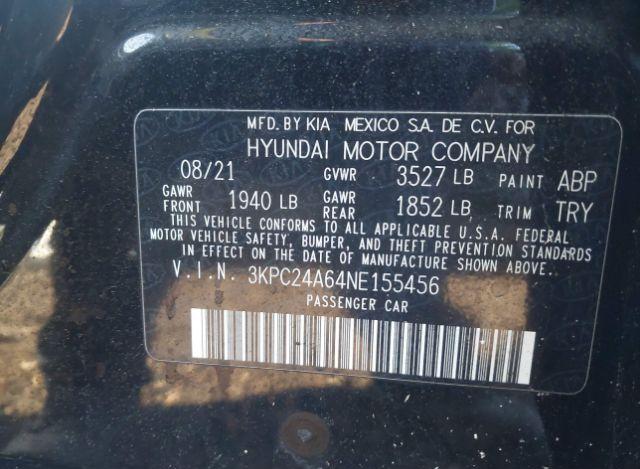 MFD. BY KIA MEXICO S.A. DE C.V. FOR
HYUNDAI MOTOR COMPANY
08/21 GVWR 3527 LB PAINT ABP
GAWR FRONT 1940 LB GAWR REAR 1852 LB TRIM TRY
THIS VEHICLE CONFORMS TO ALL APPLICABLE U.S.A. FEDERAL
MOTOR VEHICLE SAFETY, BUMPER, AND THEFT PREVENTION STANDARDS
IN EFFECT ON THE DATE OF MANUFACTURE SHOWN ABOVE.
V.I.N. 3KPC24A64NE155456
PASSENGER CAR